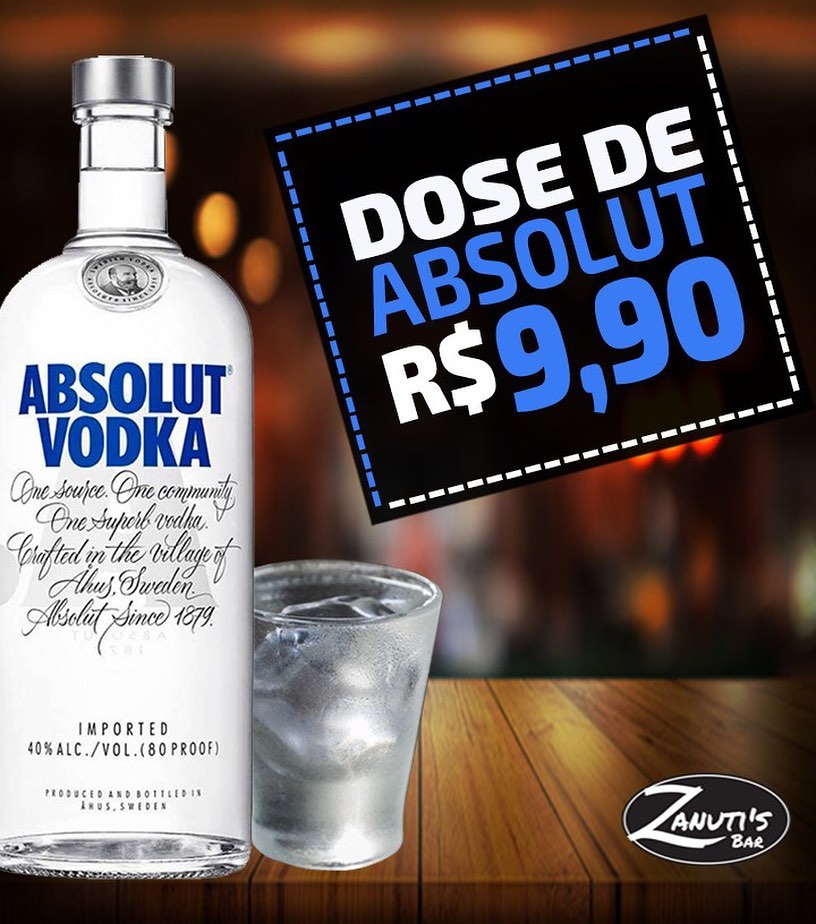 DOSE DE
ABSOLUT
R$9,90
SWEDISH VODKA
ABSOLUT®
VODKA
One source. One community.
One superb vodka.
Crafted in the village of
Åhus, Sweden.
Absolut Since 1879.
IMPORTED
40% ALC./VOL.(80 PROOF)
PRODUCED AND BOTTLED IN
ÅHUS, SWEDEN
ZANUTI'S
BAR